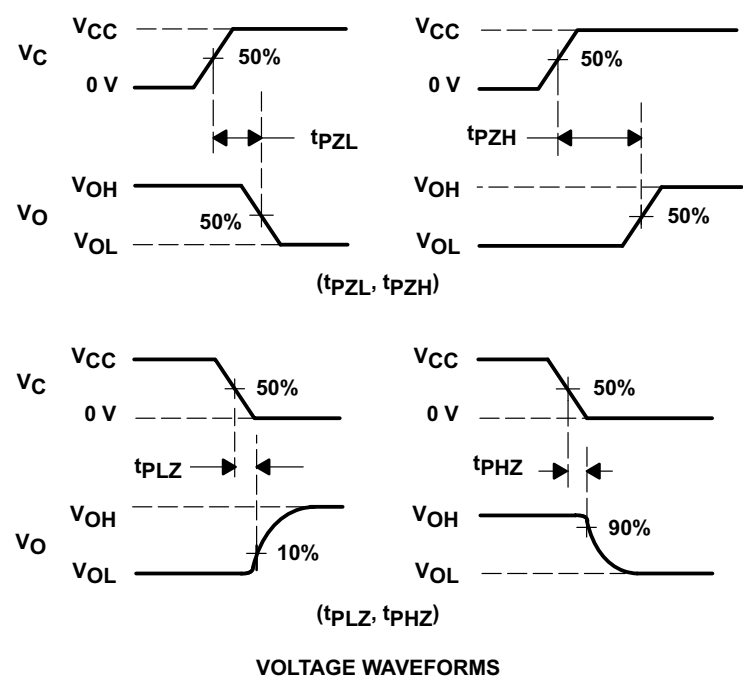 VCC VCC
VC 50% 50%
0 V 0 V
tPZL tPZH
VOH VOH
VO 50% 50%
VOL VOL
(tPZL, tPZH)
VCC VCC
VC 50% 50%
0 V 0 V
tPLZ tPHZ
VOH VOH
VO 10% 90%
VOL VOL
(tPLZ, tPHZ)
VOLTAGE WAVEFORMS